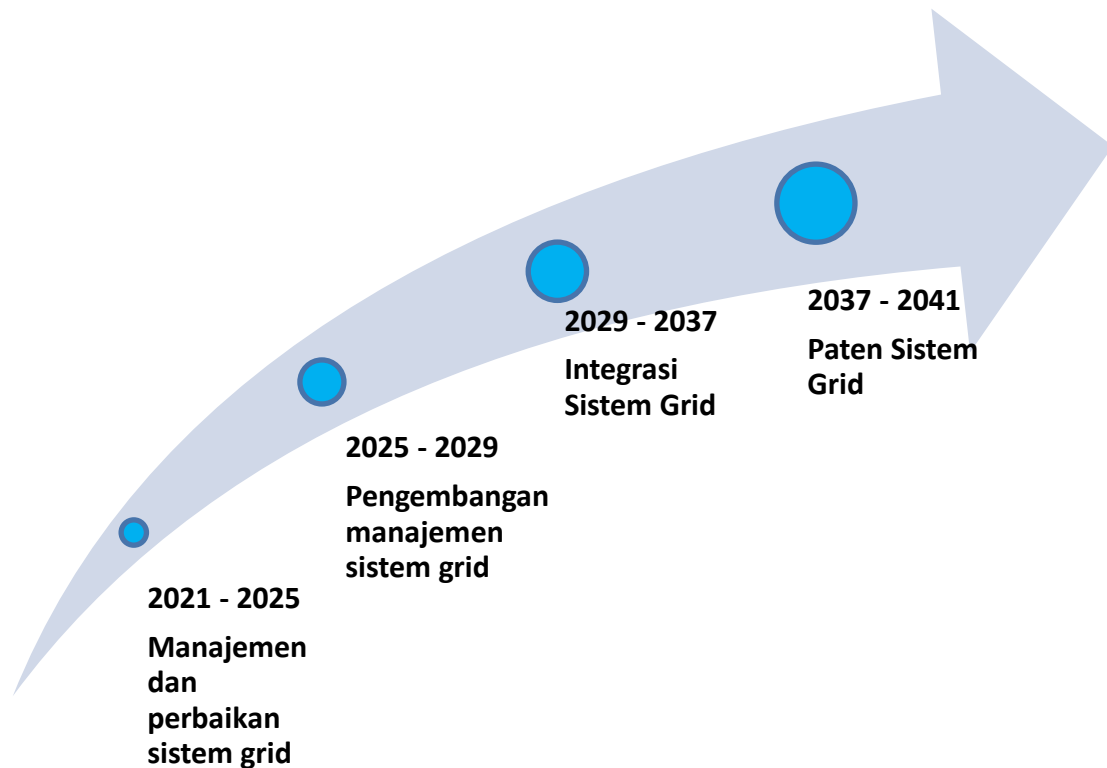 2021 - 2025
Manajemen
dan
perbaikan
sistem grid
2025 - 2029
Pengembangan
manajemen
sistem grid
2029 - 2037
Integrasi
Sistem Grid
2037 - 2041
Paten Sistem
Grid